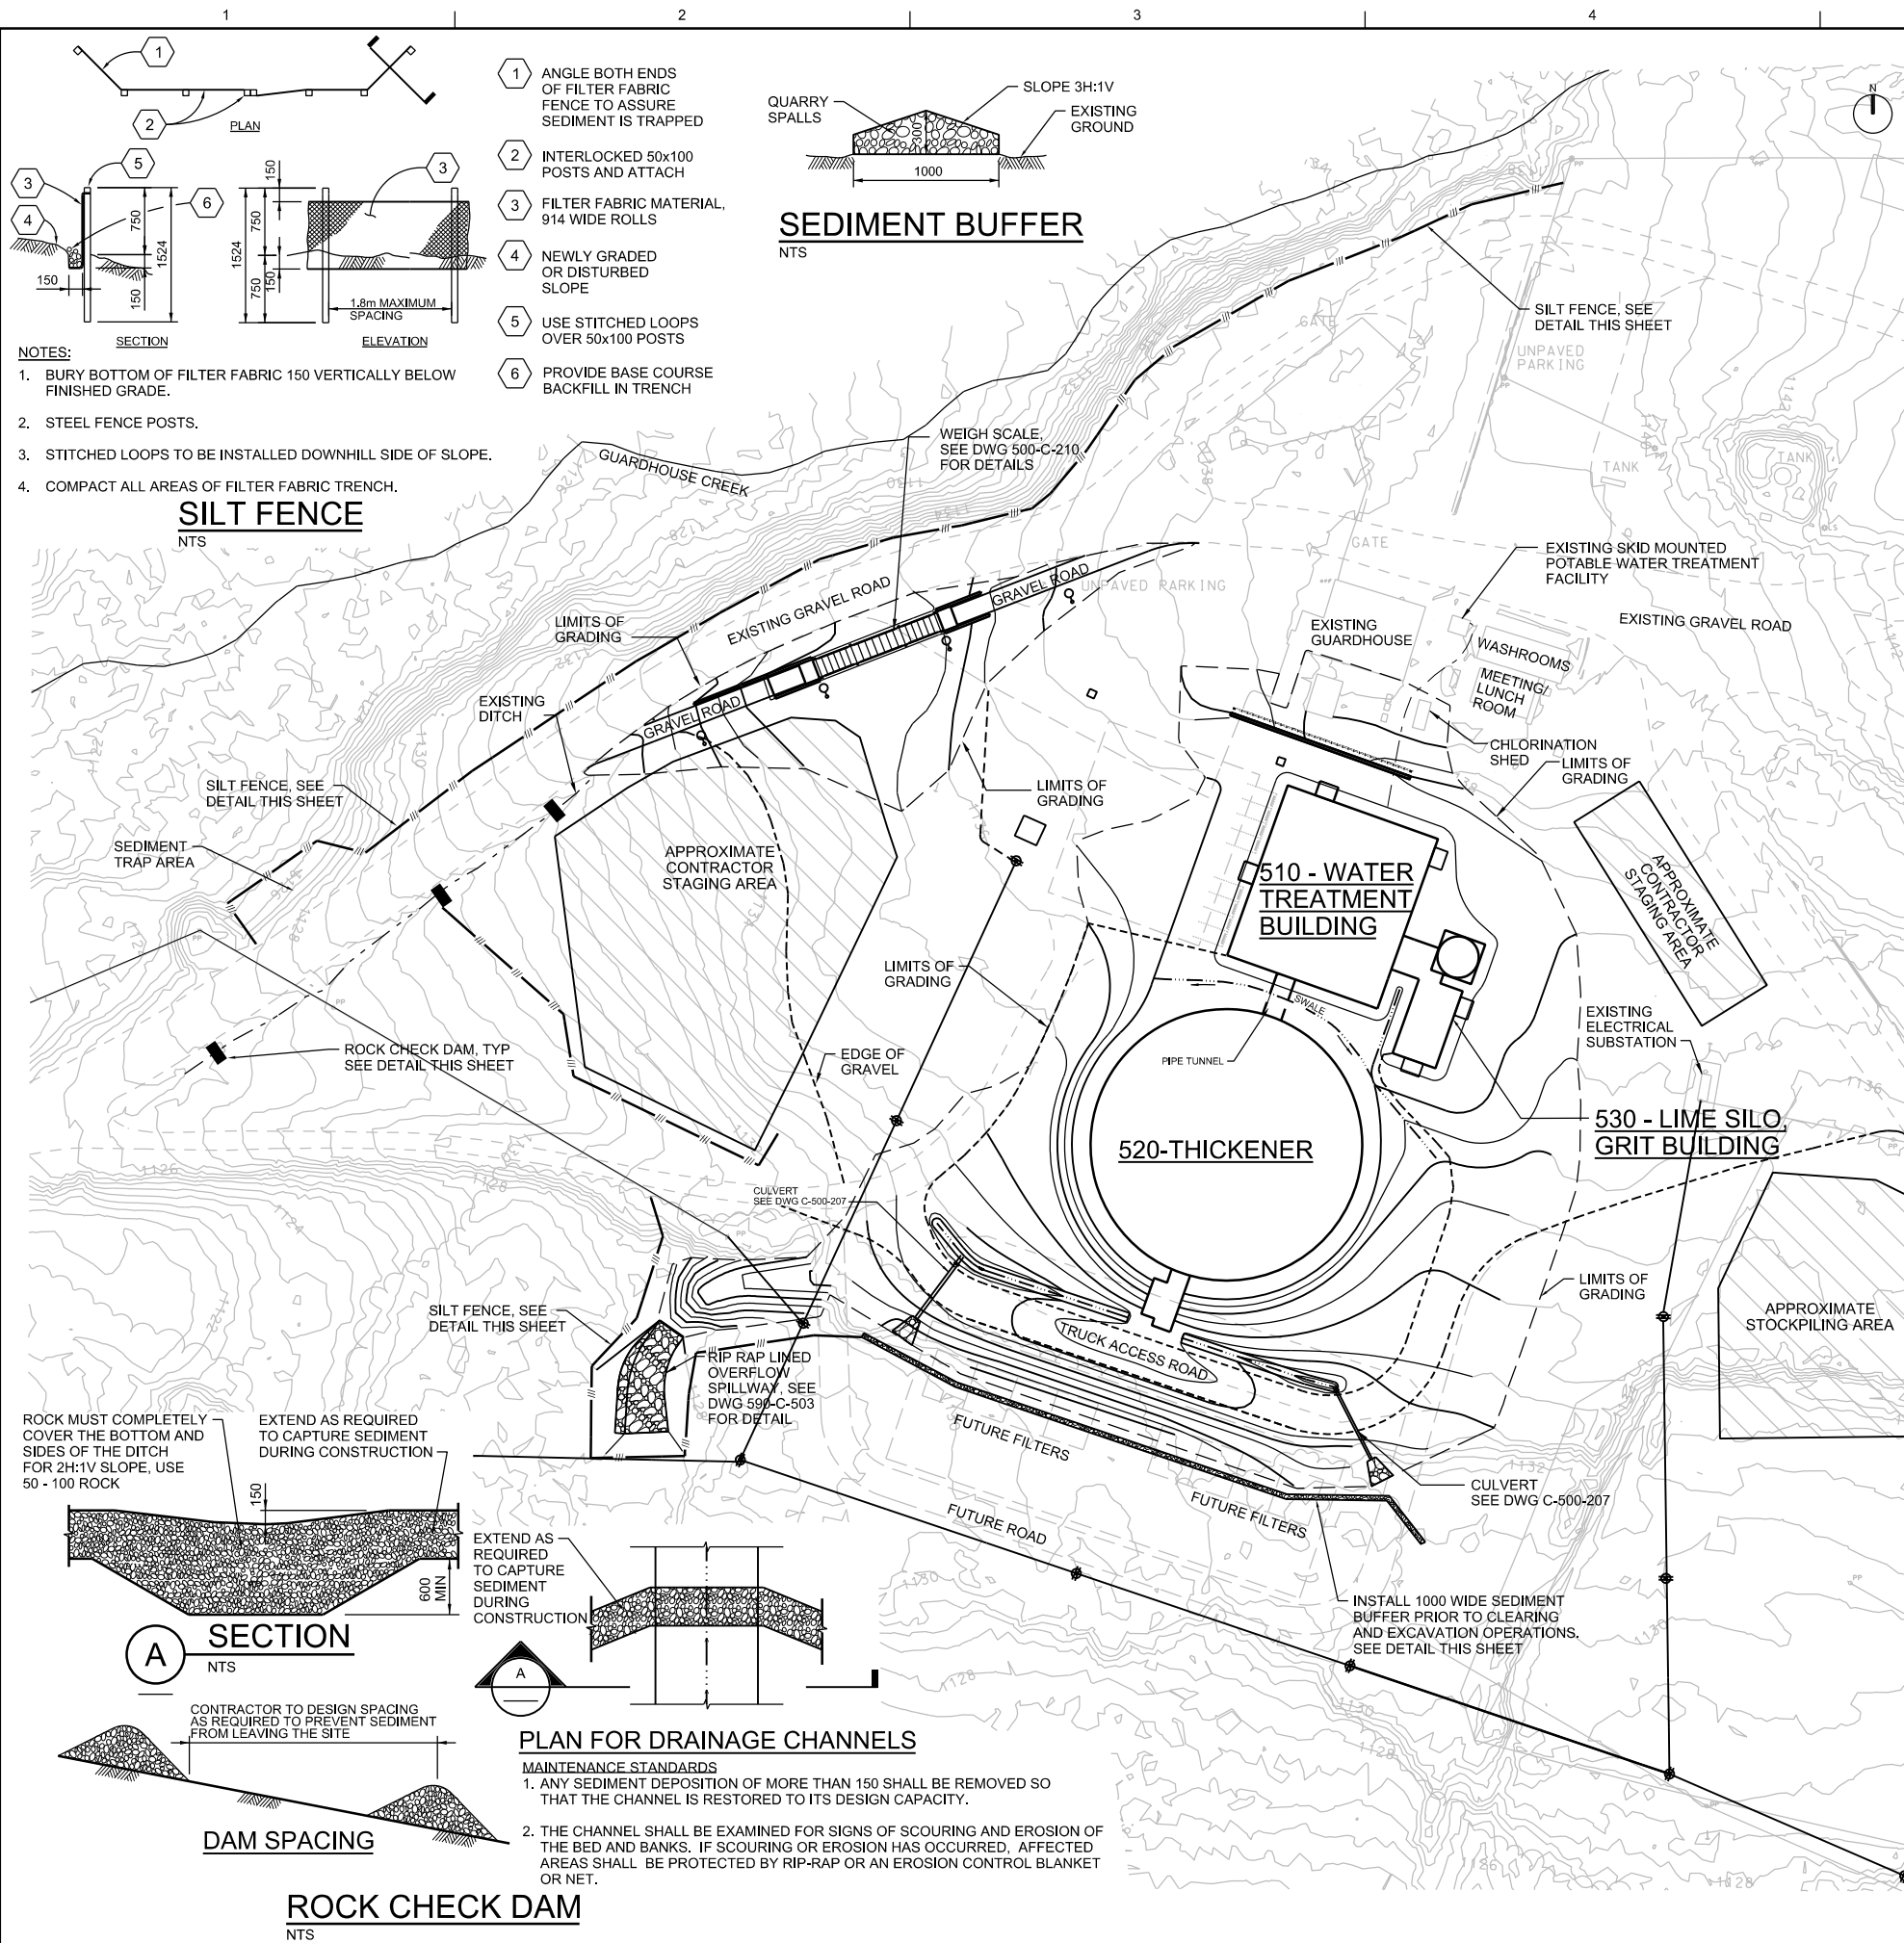 1
2
3
4
1
2
PLAN
3
4
5
6
750
1524
150
150
SECTION
150
750
1524
750
150
3
1.8m MAXIMUM
SPACING
ELEVATION
1
ANGLE BOTH ENDS
OF FILTER FABRIC
FENCE TO ASSURE
SEDIMENT IS TRAPPED
2
INTERLOCKED 50x100
POSTS AND ATTACH
3
FILTER FABRIC MATERIAL,
914 WIDE ROLLS
4
NEWLY GRADED
OR DISTURBED
SLOPE
5
USE STITCHED LOOPS
OVER 50x100 POSTS
6
PROVIDE BASE COURSE
BACKFILL IN TRENCH
NOTES:
1. BURY BOTTOM OF FILTER FABRIC 150 VERTICALLY BELOW
FINISHED GRADE.
2. STEEL FENCE POSTS.
3. STITCHED LOOPS TO BE INSTALLED DOWNHILL SIDE OF SLOPE.
4. COMPACT ALL AREAS OF FILTER FABRIC TRENCH.
SILT FENCE
NTS
QUARRY
SPALLS
SLOPE 3H:1V
EXISTING
GROUND
300
1000
SEDIMENT BUFFER
NTS
N
SILT FENCE, SEE
DETAIL THIS SHEET
GATE
UNPAVED
PARKING
TANK
TANK
GATE
WEIGH SCALE,
SEE DWG 500-C-210
FOR DETAILS
GUARDHOUSE CREEK
EXISTING SKID MOUNTED
POTABLE WATER TREATMENT
FACILITY
EXISTING GRAVEL ROAD
UNPAVED PARKING
GRAVEL ROAD
EXISTING GRAVEL ROAD
LIMITS OF
GRADING
EXISTING
GUARDHOUSE
WASHROOMS
MEETING/
LUNCH
ROOM
EXISTING
DITCH
GRAVEL ROAD
CHLORINATION
SHED
LIMITS OF
GRADING
SILT FENCE, SEE
DETAIL THIS SHEET
LIMITS OF
GRADING
SEDIMENT
TRAP AREA
APPROXIMATE
CONTRACTOR
STAGING AREA
510 - WATER
TREATMENT
BUILDING
APPROXIMATE
CONTRACTOR
STAGING AREA
LIMITS OF
GRADING
SWALE
EXISTING
ELECTRICAL
SUBSTATION
ROCK CHECK DAM, TYP
SEE DETAIL THIS SHEET
EDGE OF
GRAVEL
PIPE TUNNEL
530 - LIME SILO,
GRIT BUILDING
520-THICKENER
CULVERT
SEE DWG C-500-207
LIMITS OF
GRADING
APPROXIMATE
STOCKPILING AREA
SILT FENCE, SEE
DETAIL THIS SHEET
TRUCK ACCESS ROAD
RIP RAP LINED
OVERFLOW
SPILLWAY, SEE
DWG 590-C-503
FOR DETAIL
FUTURE FILTERS
CULVERT
SEE DWG C-500-207
FUTURE FILTERS
FUTURE ROAD
INSTALL 1000 WIDE SEDIMENT
BUFFER PRIOR TO CLEARING
AND EXCAVATION OPERATIONS.
SEE DETAIL THIS SHEET
1126
1128
1124
1122
1130
1132
1136
1130
1128
1128
1126
1128
ROCK MUST COMPLETELY
COVER THE BOTTOM AND
SIDES OF THE DITCH
FOR 2H:1V SLOPE, USE
50 - 100 ROCK
EXTEND AS REQUIRED
TO CAPTURE SEDIMENT
DURING CONSTRUCTION
150
600
MIN
A
SECTION
NTS
EXTEND AS
REQUIRED
TO CAPTURE
SEDIMENT
DURING
CONSTRUCTION
A
CONTRACTOR TO DESIGN SPACING
AS REQUIRED TO PREVENT SEDIMENT
FROM LEAVING THE SITE
DAM SPACING
PLAN FOR DRAINAGE CHANNELS
MAINTENANCE STANDARDS
1. ANY SEDIMENT DEPOSITION OF MORE THAN 150 SHALL BE REMOVED SO
THAT THE CHANNEL IS RESTORED TO ITS DESIGN CAPACITY.
2. THE CHANNEL SHALL BE EXAMINED FOR SIGNS OF SCOURING AND EROSION OF
THE BED AND BANKS. IF SCOURING OR EROSION HAS OCCURRED, AFFECTED
AREAS SHALL BE PROTECTED BY RIP-RAP OR AN EROSION CONTROL BLANKET
OR NET.
ROCK CHECK DAM
NTS